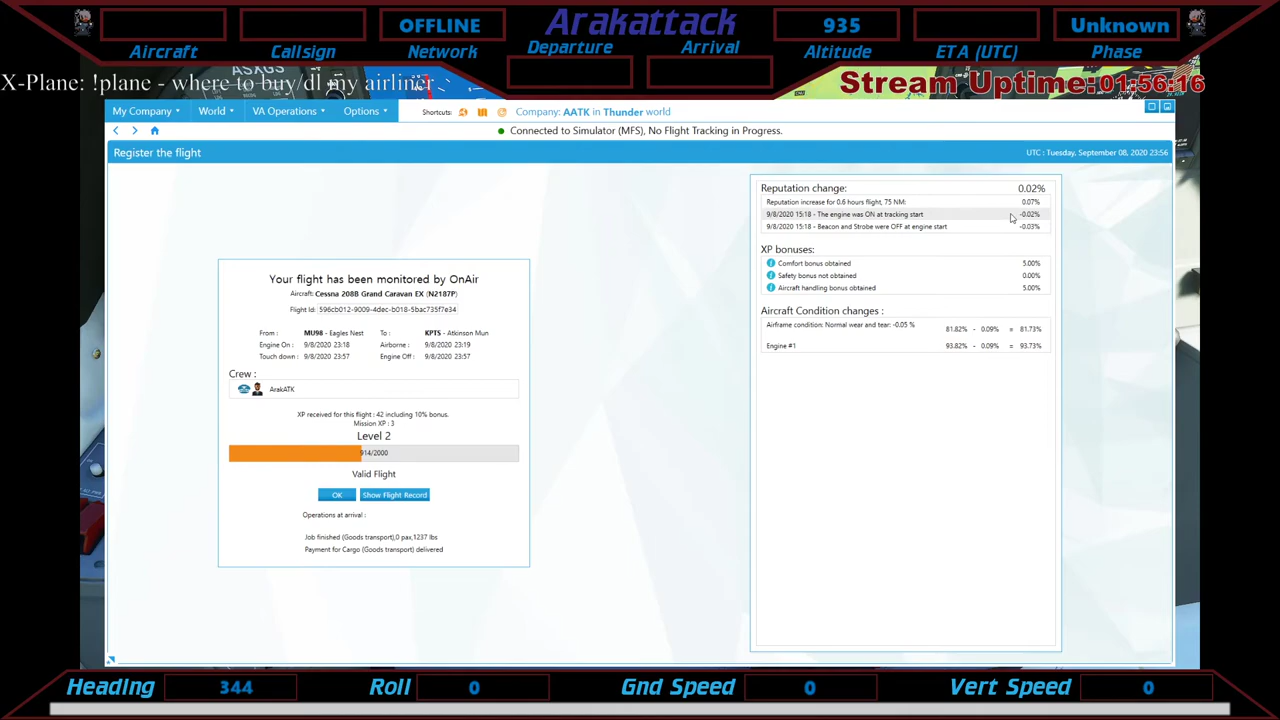 OFFLINE
Arakattack
935
Unknown
Aircraft
Callsign
Network
Departure
Arrival
Altitude
ETA (UTC)
Phase
X-Plane: !plane - where to buy/dl my airliner
Stream Uptime:01:56:16
My Company
World
VA Operations
Options
Shortcuts:
Company: AATK in Thunder world
Connected to Simulator (MFS), No Flight Tracking in Progress.
Register the flight
UTC : Tuesday, September 08, 2020 23:56
Your flight has been monitored by OnAir
Aircraft: Cessna 208B Grand Caravan EX (N2187P)
Flight Id: 596cb012-9009-4dec-b018-5bac735f7e34
From : MU98 - Eagles Nest To : KPTS - Atkinson Mun
Engine On : 9/8/2020 23:18 Airborne : 9/8/2020 23:19
Touch down : 9/8/2020 23:57 Engine Off : 9/8/2020 23:57
Crew :
ArakATK
XP received for this flight : 42 including 10% bonus.
Mission XP : 3
Level 2
914/2000
Valid Flight
OK
Show Flight Record
Operations at arrival :
Job finished (Goods transport),0 pax,1237 lbs
Payment for Cargo (Goods transport) delivered
Reputation change: 0.02%
Reputation increase for 0.6 hours flight, 75 NM: 0.07%
9/8/2020 15:18 - The engine was ON at tracking start -0.02%
9/8/2020 15:18 - Beacon and Strobe were OFF at engine start -0.03%
XP bonuses:
Comfort bonus obtained 5.00%
Safety bonus not obtained 0.00%
Aircraft handling bonus obtained 5.00%
Aircraft Condition changes :
Airframe condition: Normal wear and tear: -0.05 % 81.82% - 0.09% = 81.73%
Engine #1 93.82% - 0.09% = 93.73%
Heading
344
Roll
0
Gnd Speed
0
Vert Speed
0